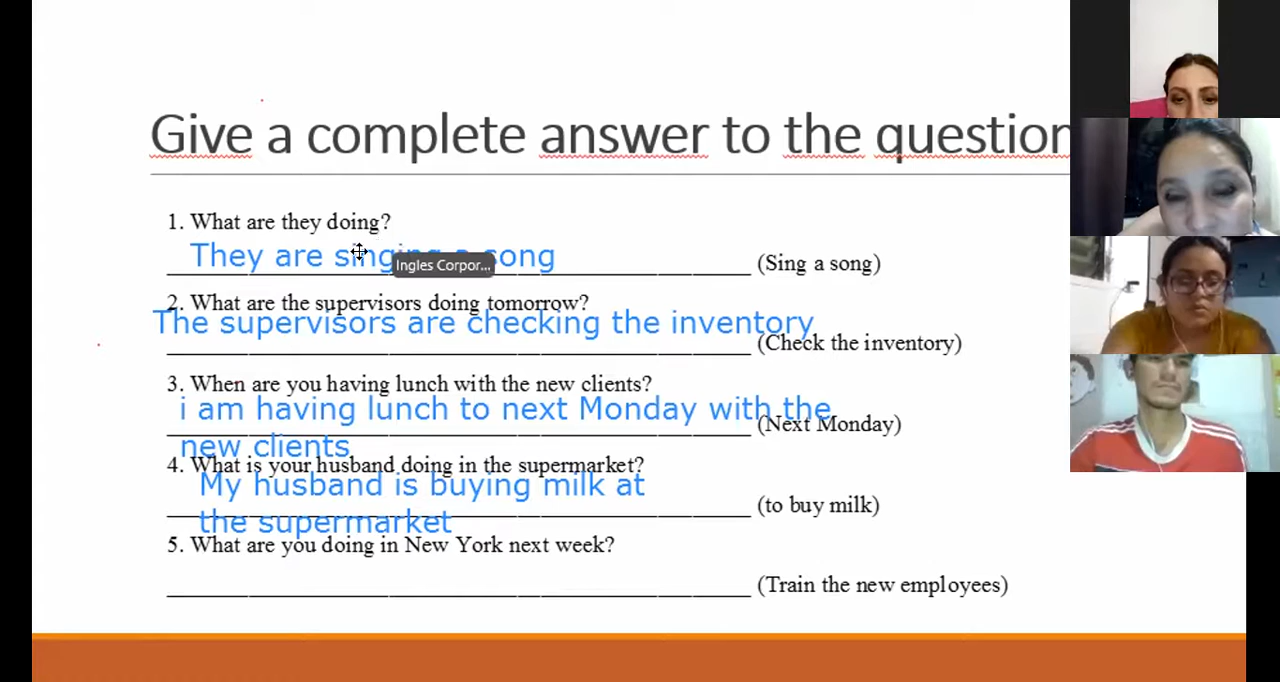 Give a complete answer to the question
1. What are they doing?
They are singing a song
Ingles Corpor...
(Sing a song)
2. What are the supervisors doing tomorrow?
The supervisors are checking the inventory
(Check the inventory)
3. When are you having lunch with the new clients?
i am having lunch to next Monday with the
(Next Monday)
new clients
4. What is your husband doing in the supermarket?
My husband is buying milk at
(to buy milk)
the supermarket
5. What are you doing in New York next week?
(Train the new employees)